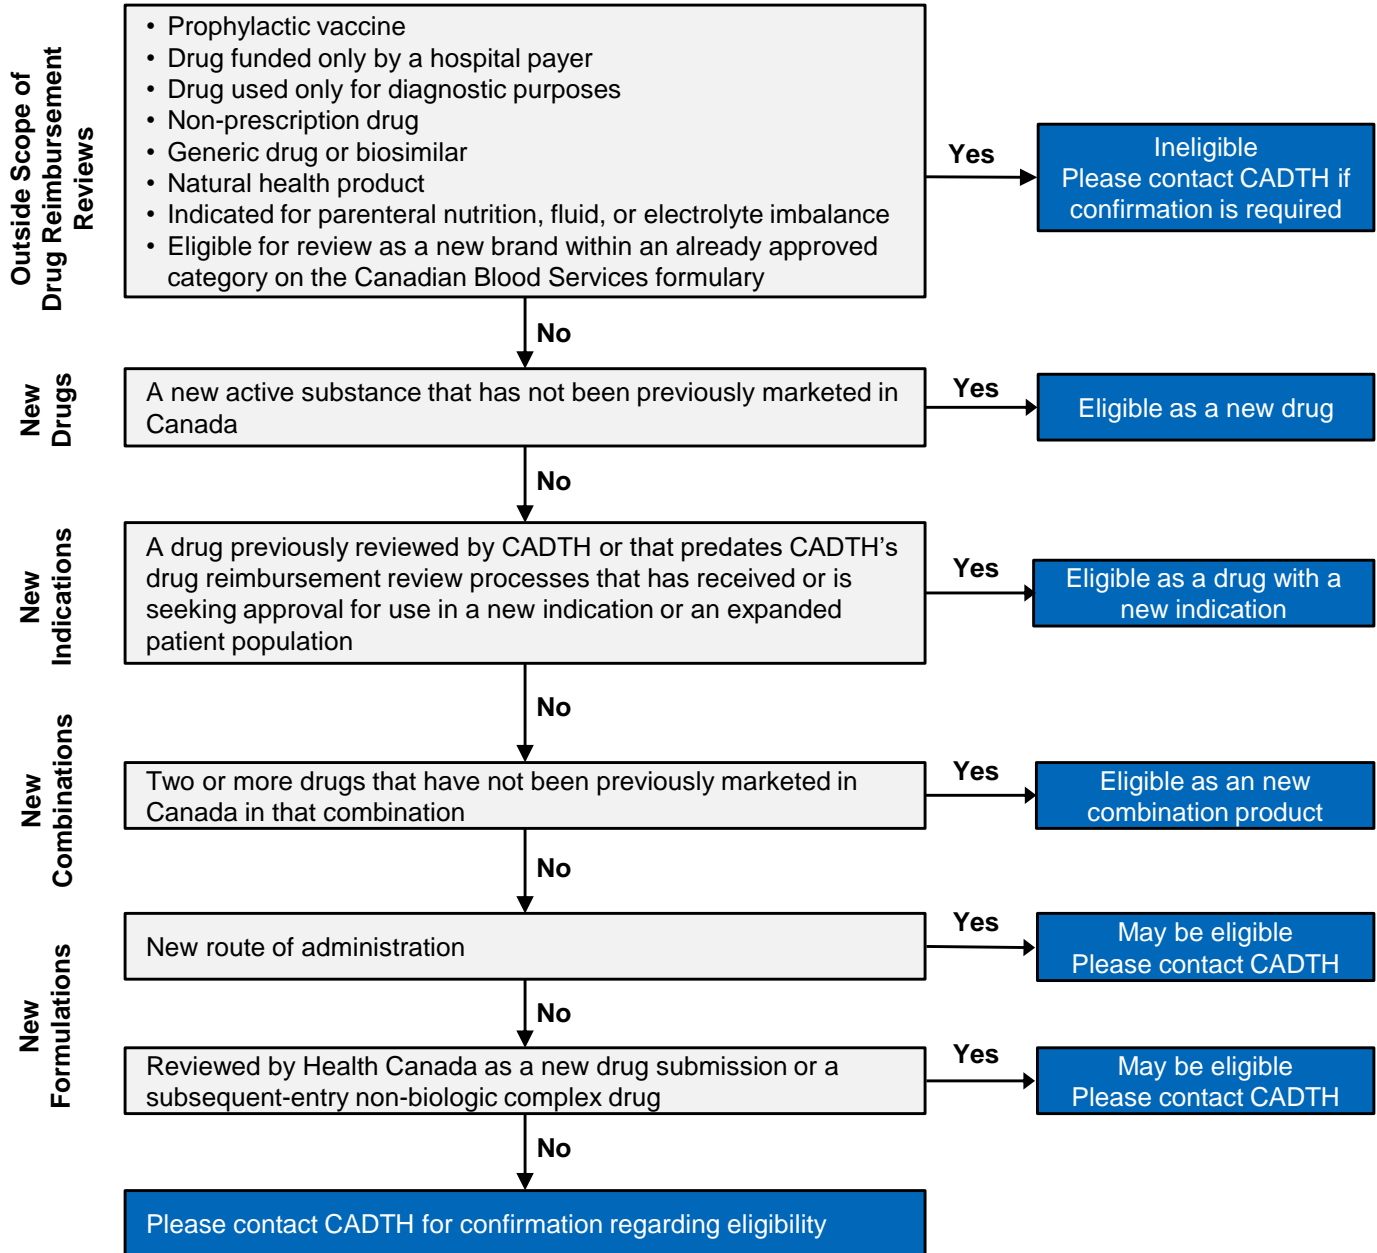 Outside Scope of
Drug Reimbursement
Reviews
• Prophylactic vaccine
• Drug funded only by a hospital payer
• Drug used only for diagnostic purposes
• Non-prescription drug
• Generic drug or biosimilar
• Natural health product
• Indicated for parenteral nutrition, fluid, or electrolyte imbalance
• Eligible for review as a new brand within an already approved
category on the Canadian Blood Services formulary
Yes
Ineligible
Please contact CADTH if
confirmation is required
No
New
Drugs
A new active substance that has not been previously marketed in
Canada
Yes
Eligible as a new drug
No
New
Indications
A drug previously reviewed by CADTH or that predates CADTH's
drug reimbursement review processes that has received or is
seeking approval for use in a new indication or an expanded
patient population
Yes
Eligible as a drug with a
new indication
No
New
Combinations
Two or more drugs that have not been previously marketed in
Canada in that combination
Yes
Eligible as an new
combination product
No
New
Formulations
New route of administration
Yes
May be eligible
Please contact CADTH
No
Reviewed by Health Canada as a new drug submission or a
subsequent-entry non-biologic complex drug
Yes
May be eligible
Please contact CADTH
No
Please contact CADTH for confirmation regarding eligibility